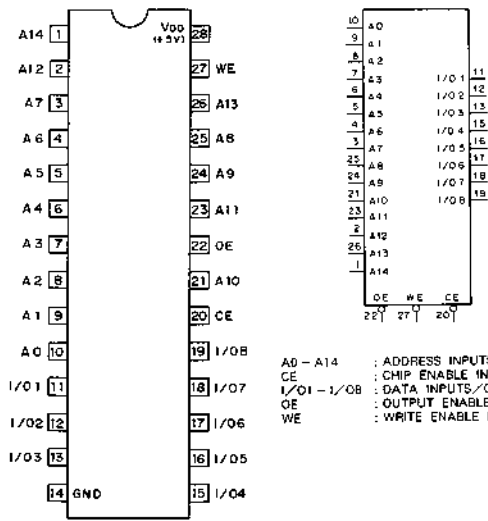 A14 1 VDD (+5V) 28
A12 2 27 WE
A7 3 26 A13
A6 4 25 A8
A5 5 24 A9
A4 6 23 A11
A3 7 22 OE
A2 8 21 A10
A1 9 20 CE
A0 10 19 I/O8
I/O1 11 18 I/O7
I/O2 12 17 I/O6
I/O3 13 16 I/O5
14 GND 15 I/O4
10 A0
9 A1
8 A2
7 A3 I/O1 11
6 A4 I/O2 12
5 A5 I/O3 13
4 A6 I/O4 15
3 A7 I/O5 16
25 A8 I/O6 17
24 A9 I/O7 18
21 A10 I/O8 19
23 A11
2 A12
26 A13
1 A14
OE WE CE
22 27 20
A0 - A14 : ADDRESS INPUTS
CE : CHIP ENABLE IN
I/O1 - I/O8 : DATA INPUTS/
OE : OUTPUT ENABLE
WE : WRITE ENABLE